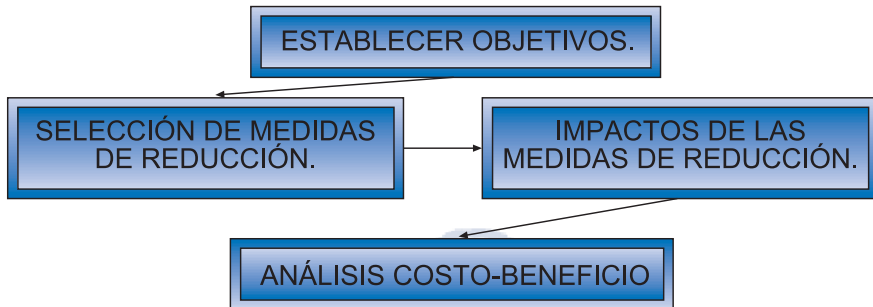 ESTABLECER OBJETIVOS.
SELECCIÓN DE MEDIDAS
DE REDUCCIÓN.
IMPACTOS DE LAS
MEDIDAS DE REDUCCIÓN.
ANÁLISIS COSTO-BENEFICIO